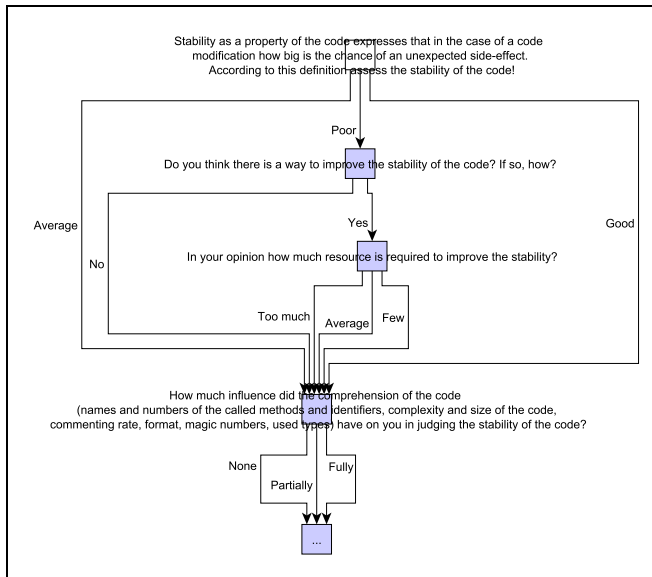 Stability as a property of the code expresses that in the case of a code
modification how big is the chance of an unexpected side-effect.
According to this definition assess the stability of the code!
Poor
Do you think there is a way to improve the stability of the code? If so, how?
Average
Yes
Good
No
In your opinion how much resource is required to improve the stability?
Too much
Average
Few
How much influence did the comprehension of the code
(names and numbers of the called methods and identifiers, complexity and size of the code,
commenting rate, format, magic numbers, used types) have on you in judging the stability of the code?
None
Partially
Fully
...